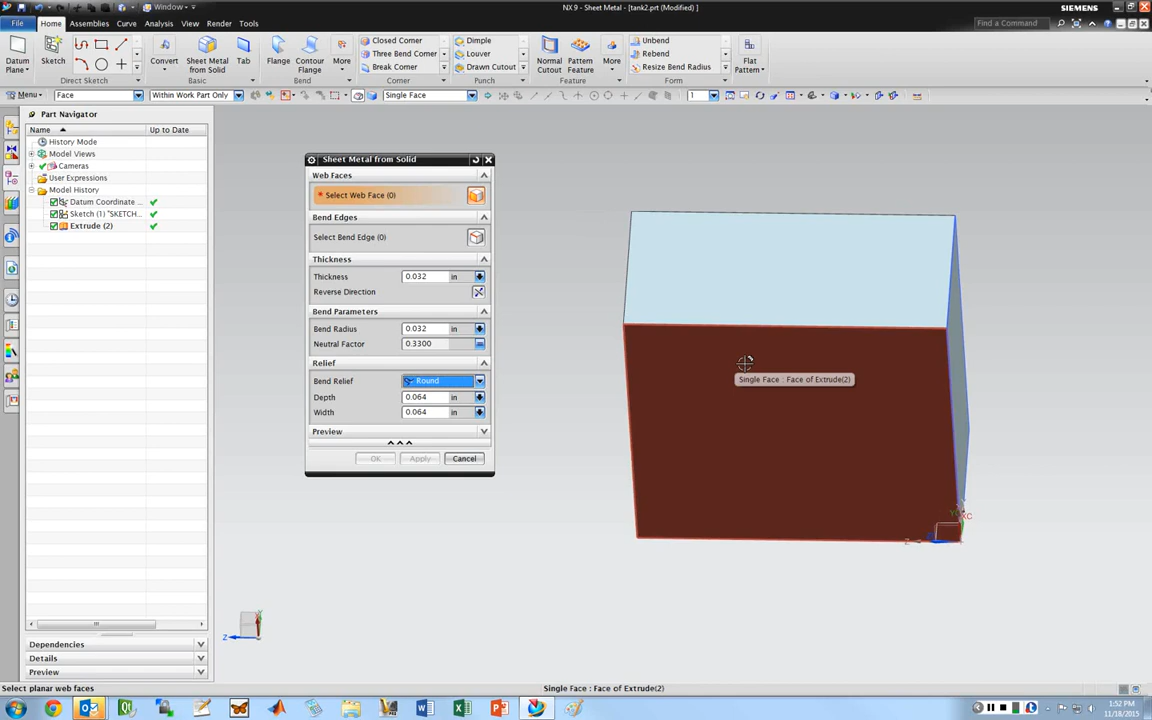 Window
NX 9 - Sheet Metal - [tank2.prt (Modified) ]
SIEMENS
File Home Assemblies Curve Analysis View Render Tools
Find a Command
Datum Plane
Sketch
Direct Sketch
Convert
Sheet Metal from Solid
Tab
Basic
Flange
Contour Flange
More
Bend
Closed Corner
Three Bend Corner
Break Corner
Corner
Dimple
Louver
Drawn Cutout
Punch
Normal Cutout
Pattern Feature
More
Feature
Unbend
Rebend
Resize Bend Radius
Form
Flat Pattern
Menu
Face
Within Work Part Only
Single Face
1
Part Navigator
Name Up to Date
History Mode
Model Views
Cameras
User Expressions
Model History
Datum Coordinate ...
Sketch (1) "SKETCH...
Extrude (2)
Dependencies
Details
Preview
Sheet Metal from Solid
Web Faces
* Select Web Face (0)
Bend Edges
Select Bend Edge (0)
Thickness
Thickness 0.032 in
Reverse Direction
Bend Parameters
Bend Radius 0.032 in
Neutral Factor 0.3300
Relief
Bend Relief Round
Depth 0.064 in
Width 0.064 in
Preview
OK Apply Cancel
Single Face : Face of Extrude(2)
XC
Z
Select planar web faces
Single Face : Face of Extrude(2)
1:52 PM
11/18/2015